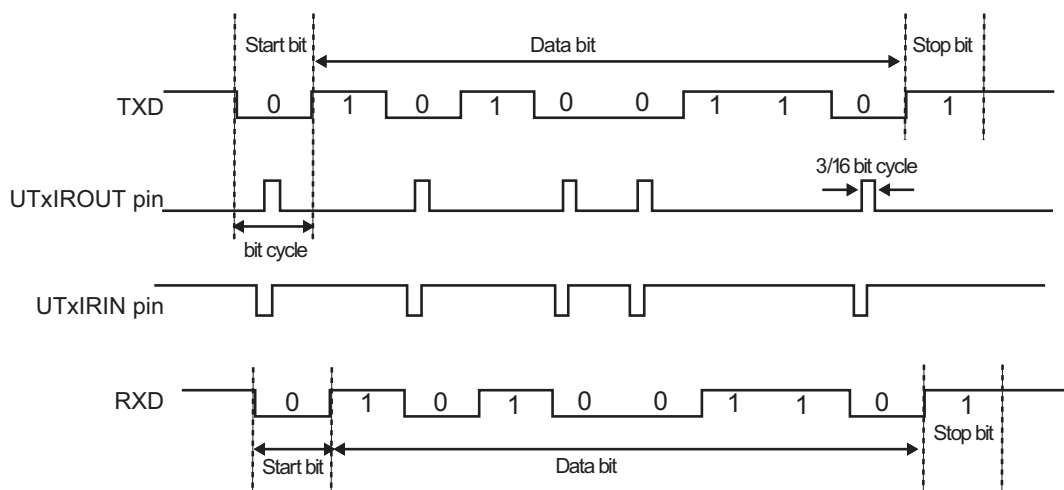 Start bit
Data bit
Stop bit
TXD
0 1 0 1 0 0 1 1 0 1
3/16 bit cycle
UTxIROUT pin
bit cycle
UTxIRIN pin
RXD
0 1 0 1 0 0 1 1 0 1
Stop bit
Start bit
Data bit